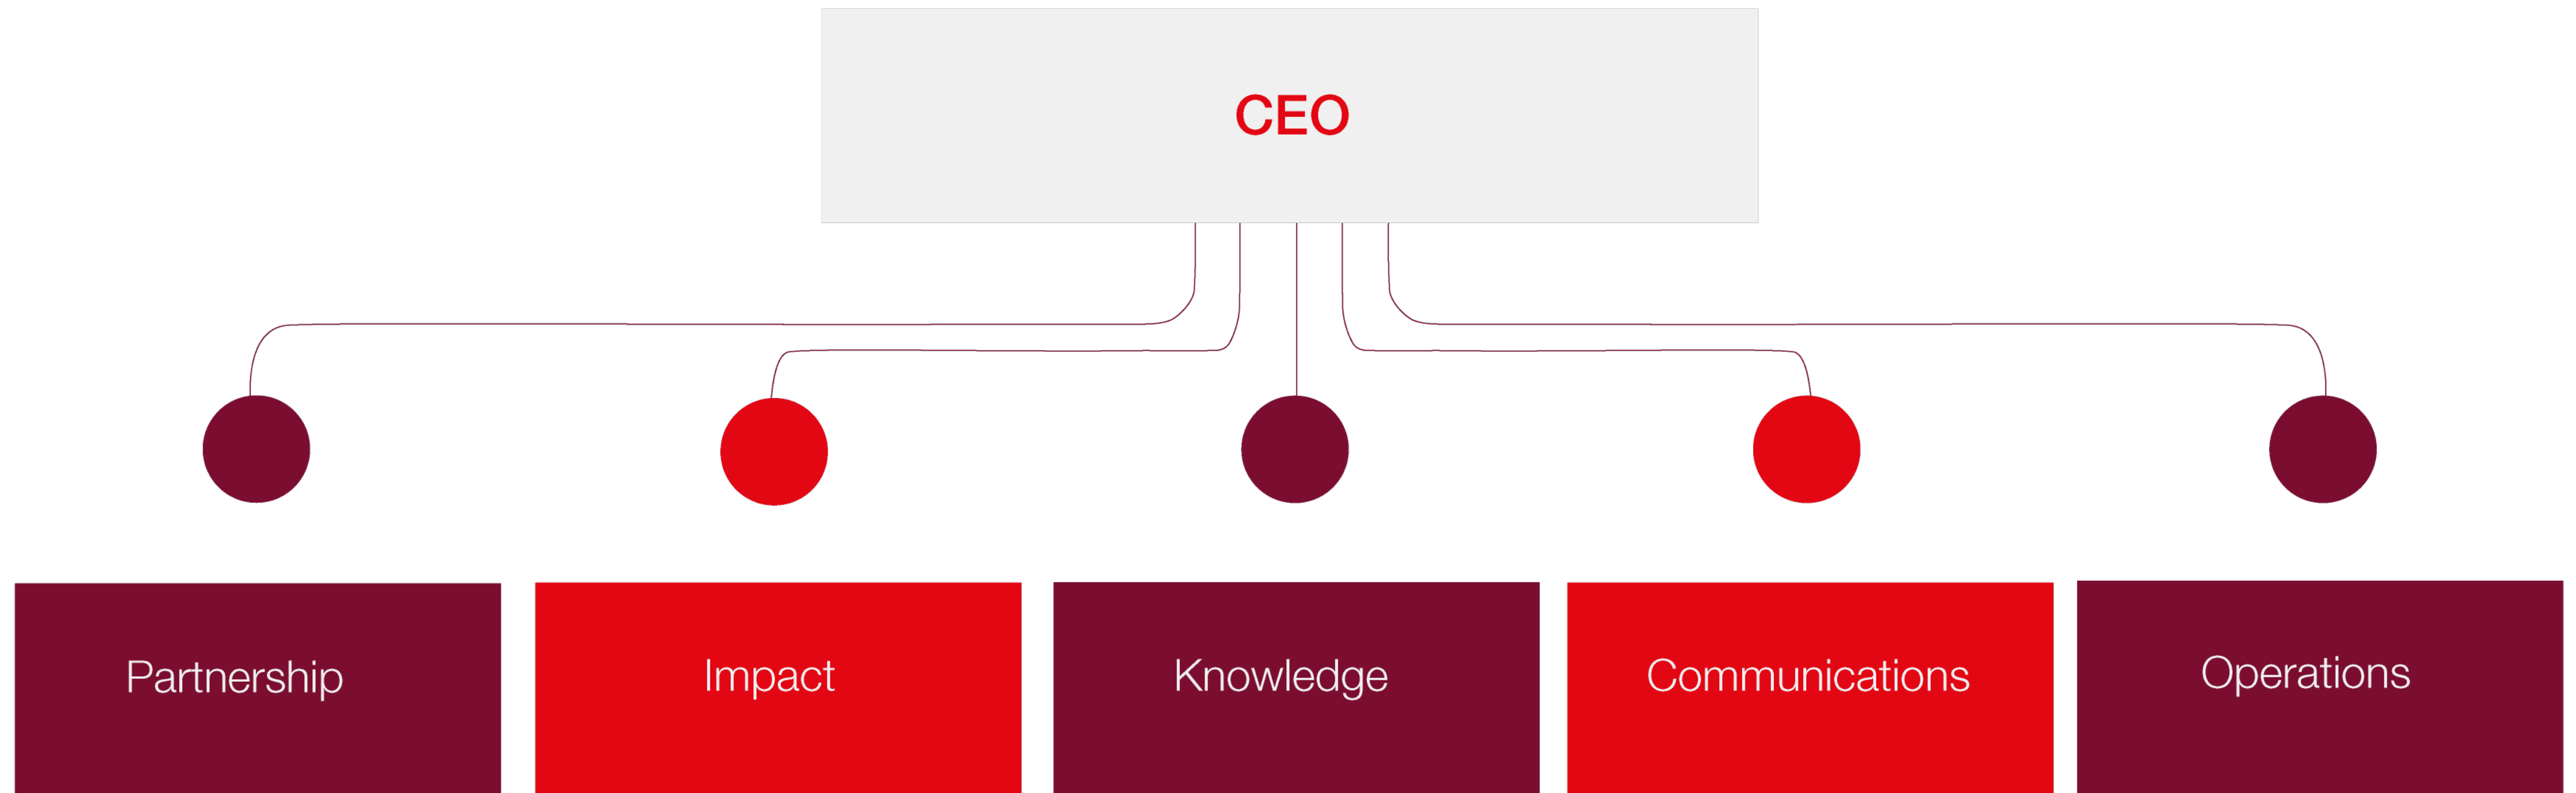 CEO
Partnership
Impact
Knowledge
Communications
Operations